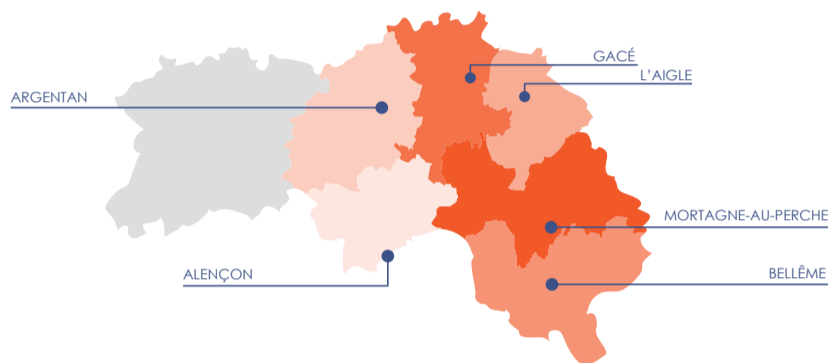 GACÉ
L'AIGLE
ARGENTAN
MORTAGNE-AU-PERCHE
ALENÇON
BELLÊME